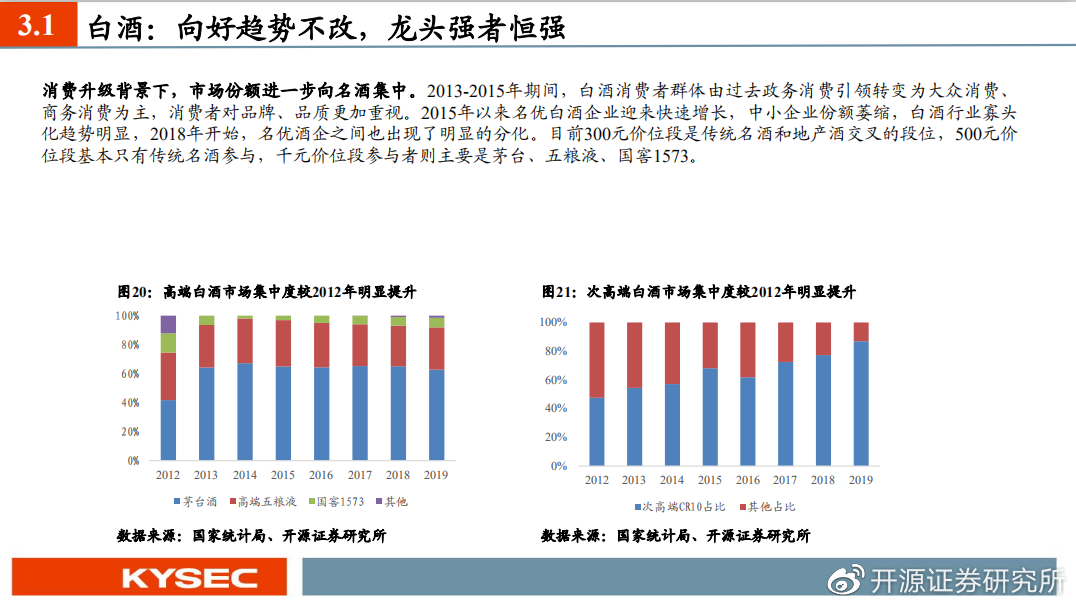 3.1 白酒：向好趋势不改，龙头强者恒强
消费升级背景下，市场份额进一步向名酒集中。2013-2015年期间，白酒消费者群体由过去政务消费引领转变为大众消费、
商务消费为主，消费者对品牌、品质更加重视。2015年以来名优白酒企业迎来快速增长，中小企业份额萎缩，白酒行业寡头
化趋势明显，2018年开始，名优酒企之间也出现了明显的分化。目前300元价位段是传统名酒和地产酒交叉的段位，500元价
位段基本只有传统名酒参与，千元价位段参与者则主要是茅台、五粮液、国窖1573。
图20：高端白酒市场集中度较2012年明显提升
100%
80%
60%
40%
20%
0%
2012 2013 2014 2015 2016 2017 2018 2019
茅台酒 高端五粮液 国窖1573 其他
数据来源：国家统计局、开源证券研究所
图21：次高端白酒市场集中度较2012年明显提升
100%
80%
60%
40%
20%
0%
2012 2013 2014 2015 2016 2017 2018 2019
次高端CR10占比 其他占比
数据来源：国家统计局、开源证券研究所
KYSEC
开源证券研究所